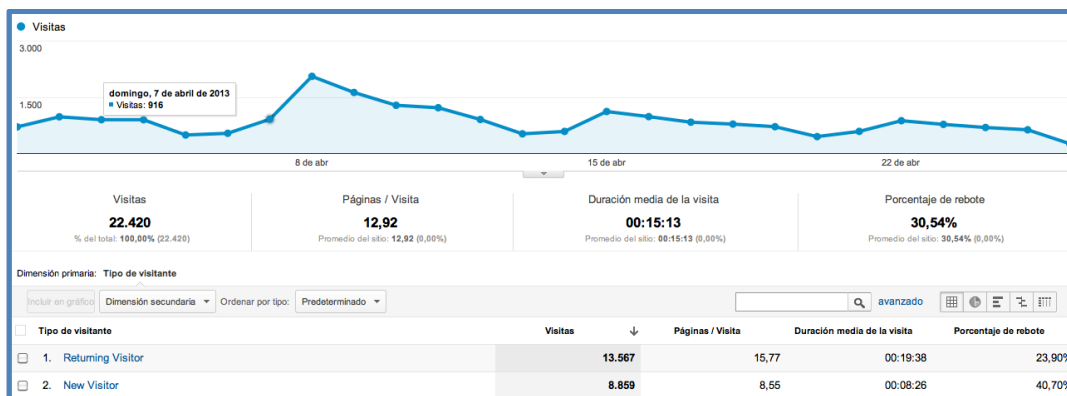 Visitas
3.000
domingo, 7 de abril de 2013
Visitas: 916
1.500
8 de abr 15 de abr 22 de abr
Visitas Páginas / Visita Duración media de la visita Porcentaje de rebote
22.420 12,92 00:15:13 30,54%
% del total: 100,00% (22.420) Promedio del sitio: 12,92 (0,00%) Promedio del sitio: 00:15:13 (0,00%) Promedio del sitio: 30,54% (0,00%)
Dimensión primaria: Tipo de visitante
Incluir en gráfico Dimensión secundaria Ordenar por tipo: Predeterminado avanzado
Tipo de visitante Visitas Páginas / Visita Duración media de la visita Porcentaje de rebote
1. Returning Visitor 13.567 15,77 00:19:38 23,90%
2. New Visitor 8.859 8,55 00:08:26 40,70%